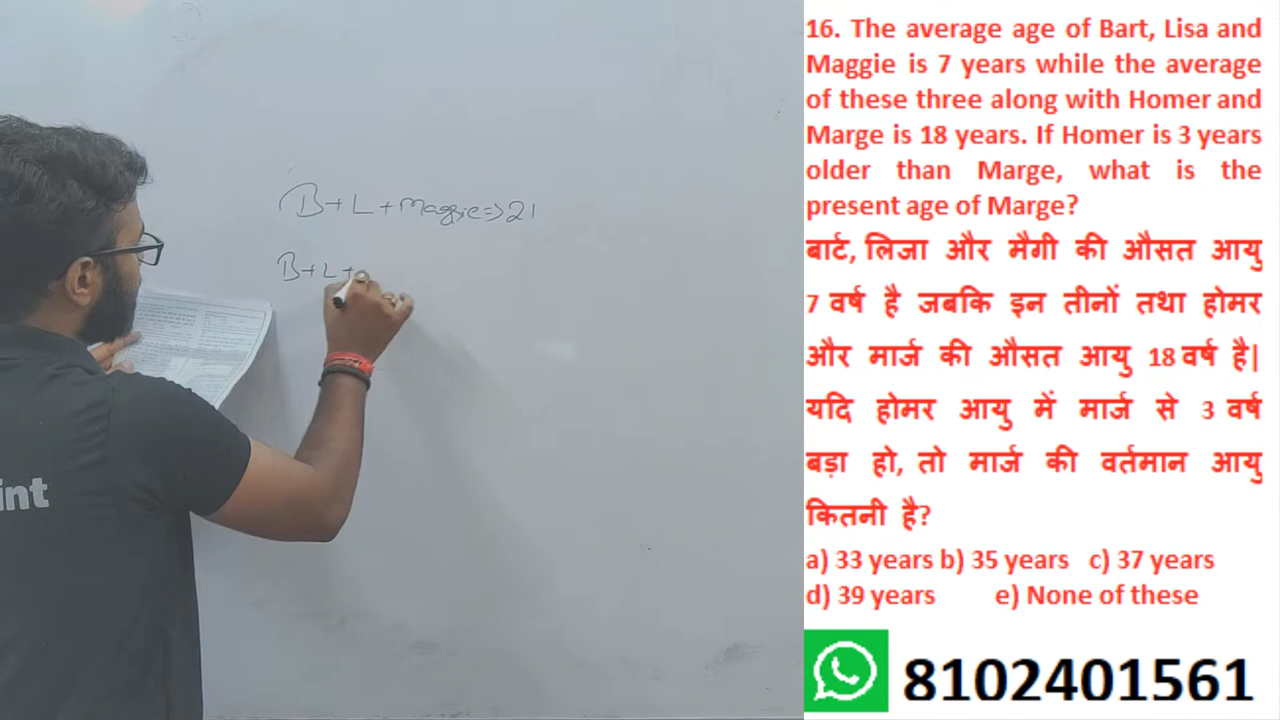 B+L+Maggie=>21
B+L+
int
16. The average age of Bart, Lisa and
Maggie is 7 years while the average
of these three along with Homer and
Marge is 18 years. If Homer is 3 years
older than Marge, what is the
present age of Marge?
बार्ट, लिजा और मैगी की औसत आयु
7 वर्ष है जबकि इन तीनों तथा होमर
और मार्ज की औसत आयु 18 वर्ष है|
यदि होमर आयु में मार्ज से 3 वर्ष
बड़ा हो, तो मार्ज की वर्तमान आयु
कितनी है?
a) 33 years b) 35 years c) 37 years
d) 39 years e) None of these
8102401561